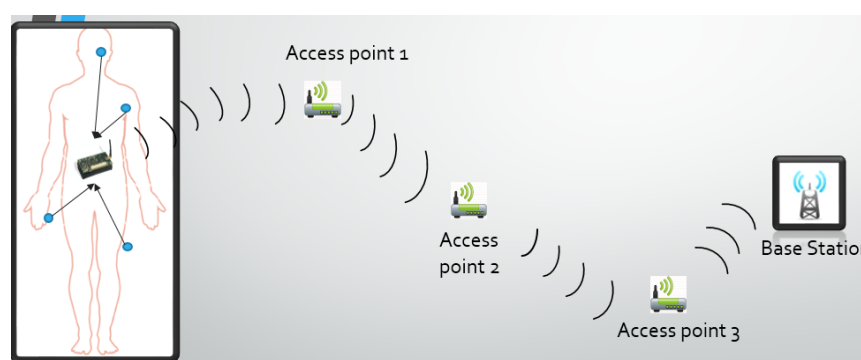 Access point 1
Access
point 2
Access point 3
Base Station